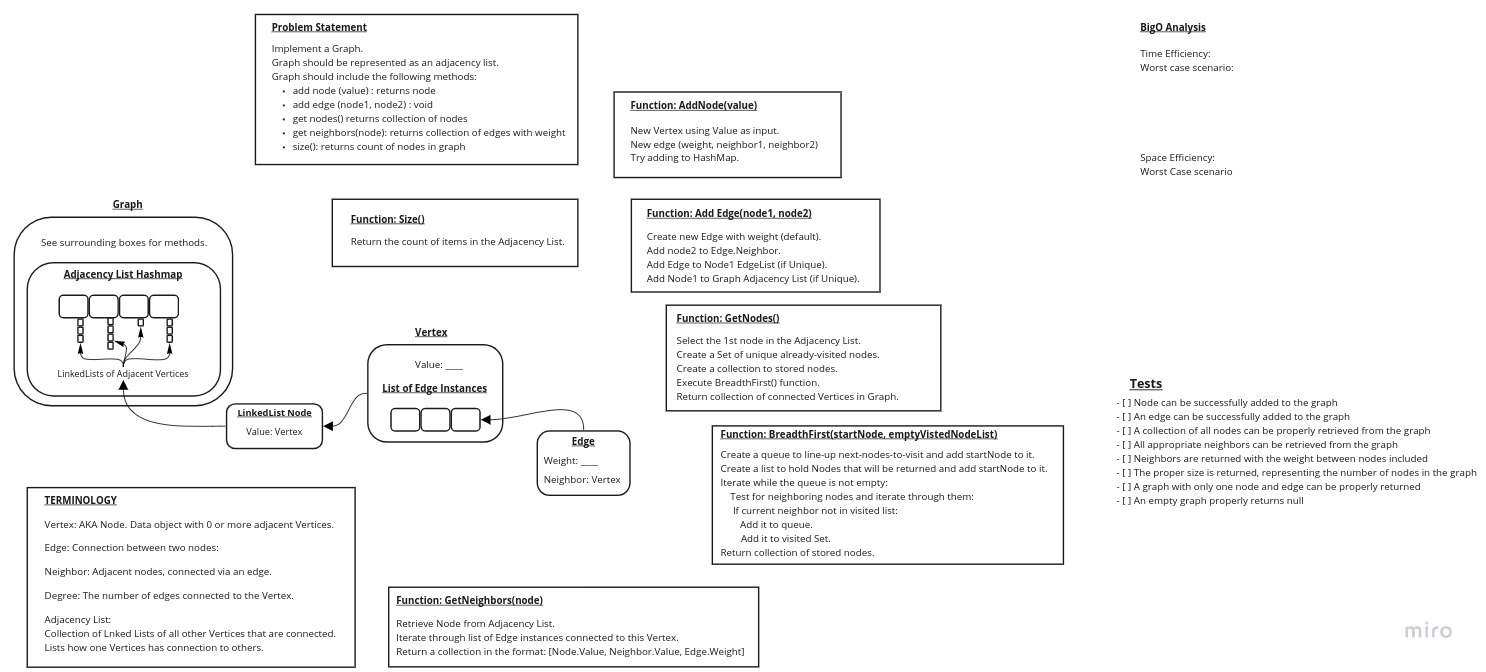 Problem Statement
Implement a Graph.
Graph should be represented as an adjacency list.
Graph should include the following methods:
• add node (value) : returns node
• add edge (node1, node2) : void
• get nodes() returns collection of nodes
• get neighbors(node): returns collection of edges with weight
• size(): returns count of nodes in graph
BigO Analysis
Time Efficiency:
Worst case scenario:
Space Efficiency:
Worst Case scenario
Function: AddNode(value)
New Vertex using Value as input.
New edge (weight, neighbor1, neighbor2)
Try adding to HashMap.
Graph
See surrounding boxes for methods.
Adjacency List Hashmap
LinkedLists of Adjacent Vertices
Function: Size()
Return the count of items in the Adjacency List.
Function: Add Edge(node1, node2)
Create new Edge with weight (default).
Add node2 to Edge.Neighbor.
Add Edge to Node1 EdgeList (if Unique).
Add Node1 to Graph Adjacency List (if Unique).
Function: GetNodes()
Select the 1st node in the Adjacency List.
Create a Set of unique already-visited nodes.
Create a collection to stored nodes.
Execute BreadthFirst() function.
Return collection of connected Vertices in Graph.
Vertex
Value: ____
List of Edge Instances
LinkedList Node
Value: Vertex
Edge
Weight: ____
Neighbor: Vertex
Tests
- [ ] Node can be successfully added to the graph
- [ ] An edge can be successfully added to the graph
- [ ] A collection of all nodes can be properly retrieved from the graph
- [ ] All appropriate neighbors can be retrieved from the graph
- [ ] Neighbors are returned with the weight between nodes included
- [ ] The proper size is returned, representing the number of nodes in the graph
- [ ] A graph with only one node and edge can be properly returned
- [ ] An empty graph properly returns null
Function: BreadthFirst(startNode, emptyVistedNodeList)
Create a queue to line-up next-nodes-to-visit and add startNode to it.
Create a list to hold Nodes that will be returned and add startNode to it.
Iterate while the queue is not empty:
Test for neighboring nodes and iterate through them:
If current neighbor not in visited list:
Add it to queue.
Add it to visited Set.
Return collection of stored nodes.
TERMINOLOGY
Vertex: AKA Node. Data object with 0 or more adjacent Vertices.
Edge: Connection between two nodes:
Neighbor: Adjacent nodes, connected via an edge.
Degree: The number of edges connected to the Vertex.
Adjacency List:
Collection of Lnked Lists of all other Vertices that are connected.
Lists how one Vertices has connection to others.
Function: GetNeighbors(node)
Retrieve Node from Adjacency List.
Iterate through list of Edge instances connected to this Vertex.
Return a collection in the format: [Node.Value, Neighbor.Value, Edge.Weight]
miro